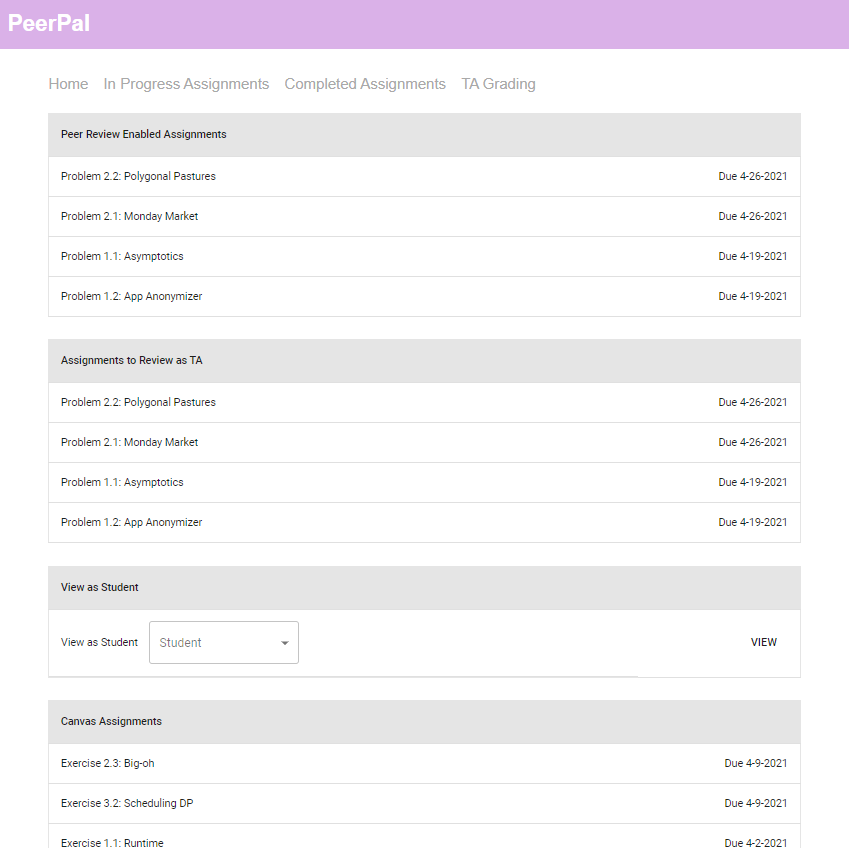 PeerPal
Home In Progress Assignments Completed Assignments TA Grading
Peer Review Enabled Assignments
Problem 2.2: Polygonal Pastures Due 4-26-2021
Problem 2.1: Monday Market Due 4-26-2021
Problem 1.1: Asymptotics Due 4-19-2021
Problem 1.2: App Anonymizer Due 4-19-2021
Assignments to Review as TA
Problem 2.2: Polygonal Pastures Due 4-26-2021
Problem 2.1: Monday Market Due 4-26-2021
Problem 1.1: Asymptotics Due 4-19-2021
Problem 1.2: App Anonymizer Due 4-19-2021
View as Student
View as Student Student VIEW
Canvas Assignments
Exercise 2.3: Big-oh Due 4-9-2021
Exercise 3.2: Scheduling DP Due 4-9-2021
Exercise 1.1: Runtime Due 4-2-2021